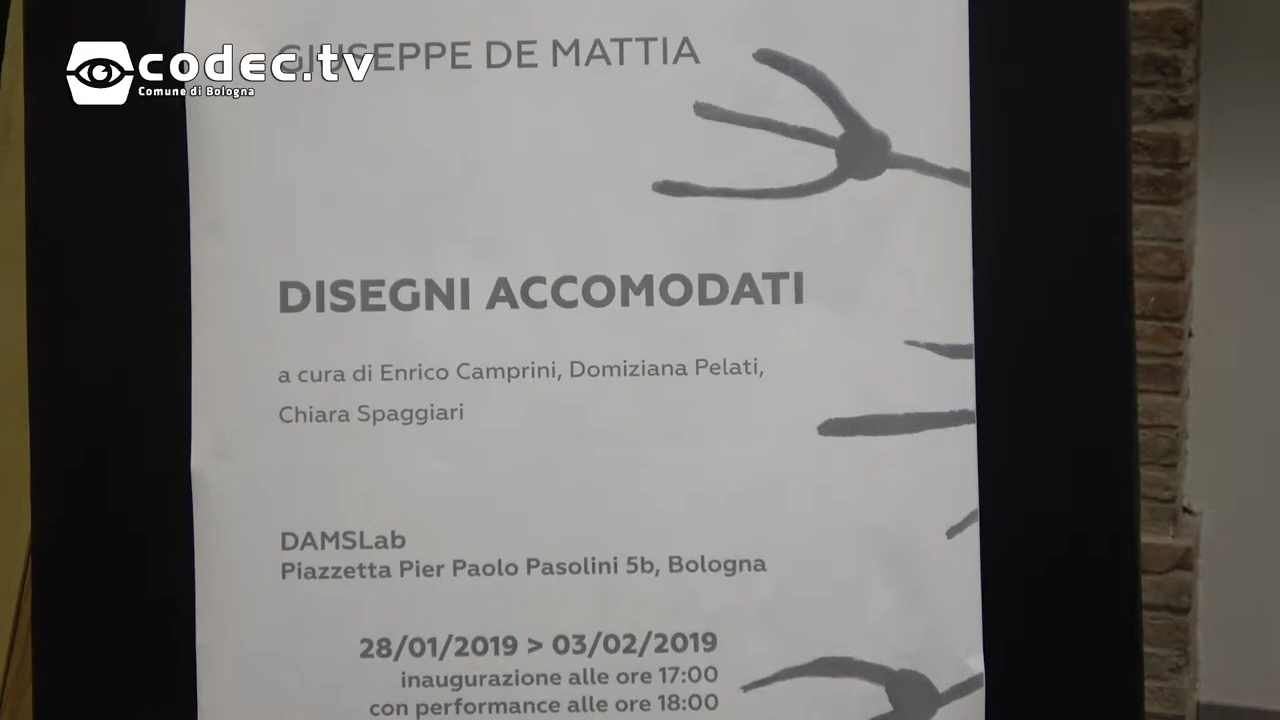 codec.tv
Comune di Bologna
GIUSEPPE DE MATTIA
DISEGNI ACCOMODATI
a cura di Enrico Camprini, Domiziana Pelati,
Chiara Spaggiari
DAMSLab
Piazzetta Pier Paolo Pasolini 5b, Bologna
28/01/2019 > 03/02/2019
inaugurazione alle ore 17:00
con performance alle ore 18:00